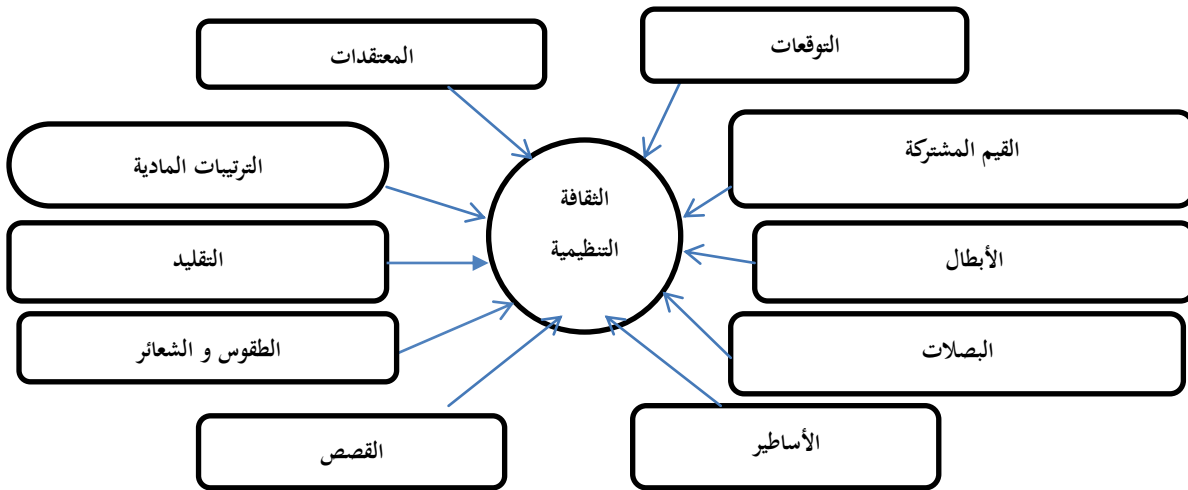 التوقعات
المعتقدات
القيم المشتركة
الترتيبات المادية
الثقافة
التنظيمية
الأبطال
التقليد
البصلات
الطقوس و الشعائر
الأساطير
القصص